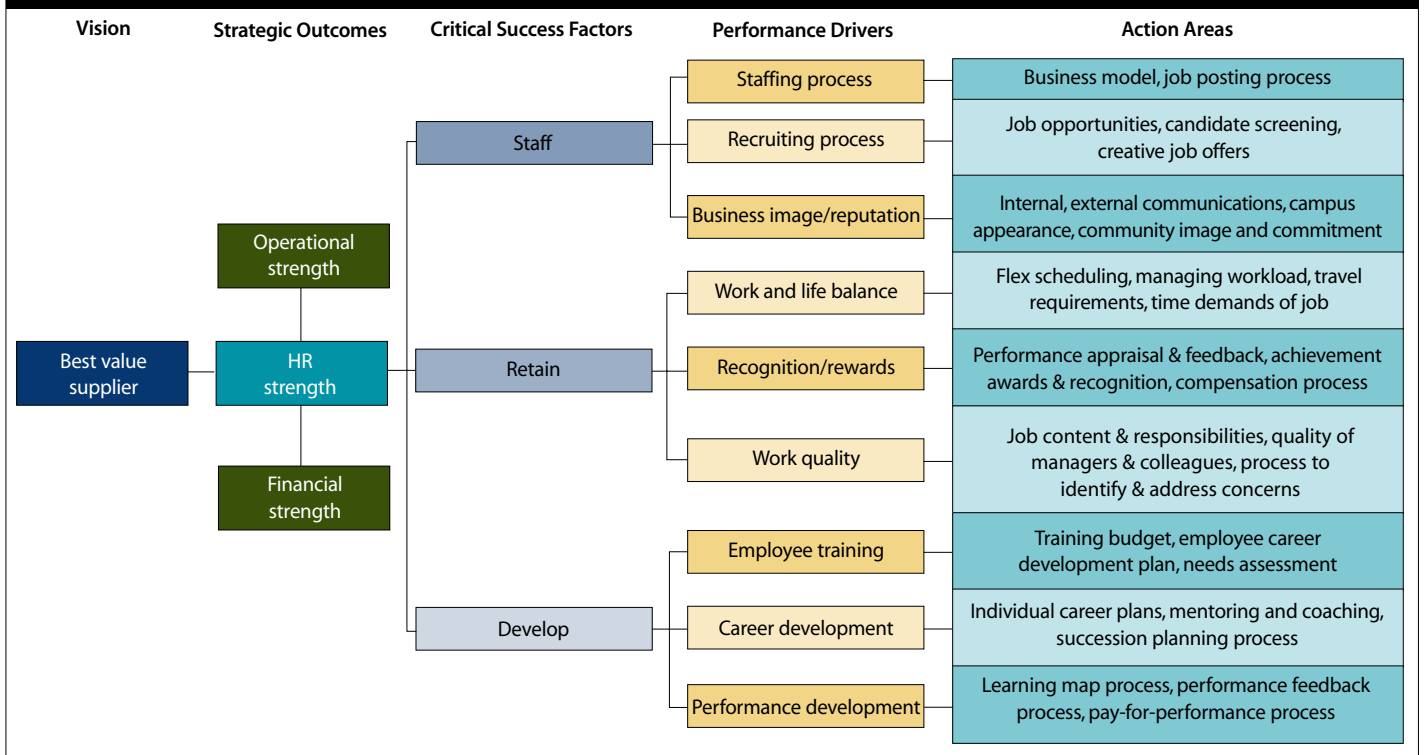 Vision
Strategic Outcomes
Critical Success Factors
Performance Drivers
Action Areas
Best value
supplier
Operational
strength
HR
strength
Financial
strength
Staff
Retain
Develop
Staffing process
Business model, job posting process
Recruiting process
Job opportunities, candidate screening,
creative job offers
Business image/reputation
Internal, external communications, campus
appearance, community image and commitment
Work and life balance
Flex scheduling, managing workload, travel
requirements, time demands of job
Recognition/rewards
Performance appraisal & feedback, achievement
awards & recognition, compensation process
Work quality
Job content & responsibilities, quality of
managers & colleagues, process to
identify & address concerns
Employee training
Training budget, employee career
development plan, needs assessment
Career development
Individual career plans, mentoring and coaching,
succession planning process
Performance development
Learning map process, performance feedback
process, pay-for-performance process